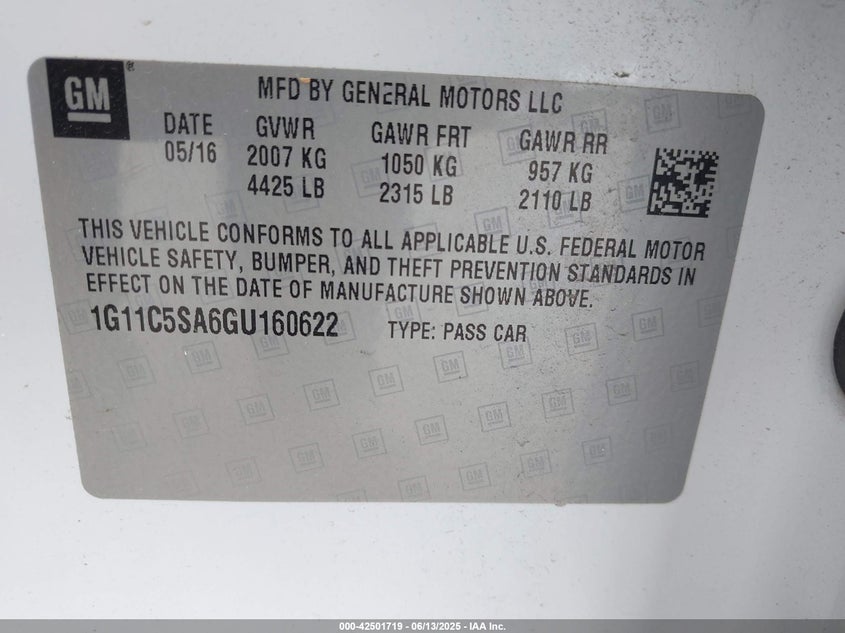 GM
MFD BY GENERAL MOTORS LLC
DATE GVWR GAWR FRT GAWR RR
05/16 2007 KG 1050 KG 957 KG
4425 LB 2315 LB 2110 LB
THIS VEHICLE CONFORMS TO ALL APPLICABLE U.S. FEDERAL MOTOR
VEHICLE SAFETY, BUMPER, AND THEFT PREVENTION STANDARDS IN
EFFECT ON THE DATE OF MANUFACTURE SHOWN ABOVE.
1G11C5SA6GU160622 TYPE: PASS CAR
000-42501719 - 06/13/2025 - IAA Inc.